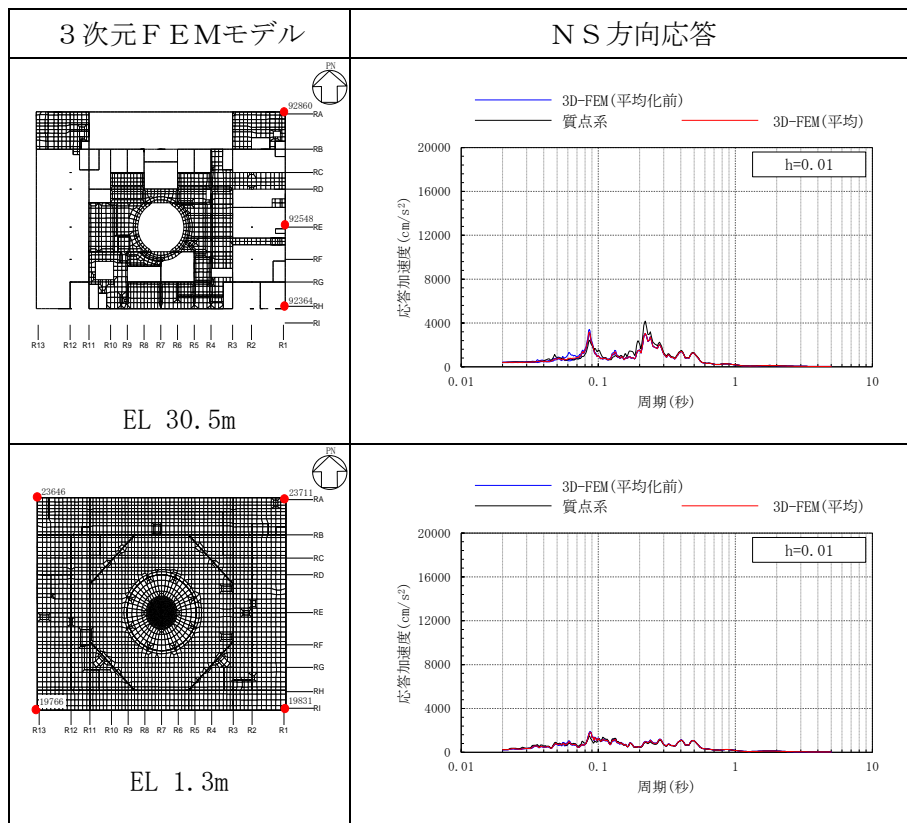 3次元FEMモデル
NS方向応答
PN
92860
RA
RB
RC
RD
92548
RE
RF
RG
92364
RH
RI
R13 R12 R11 R10 R9 R8 R7 R6 R5 R4 R3 R2 R1
EL 30.5m
3D-FEM(平均化前)
質点系 3D-FEM(平均)
h=0.01
応答加速度(cm/s²)
20000
16000
12000
8000
4000
0
0.01 0.1 1 10
周期(秒)
PN
23646
23711
RA
RB
RC
RD
RE
RF
RG
RH
19766
19831
RI
R13 R12 R11 R10 R9 R8 R7 R6 R5 R4 R3 R2 R1
EL 1.3m
3D-FEM(平均化前)
質点系 3D-FEM(平均)
h=0.01
応答加速度(cm/s²)
20000
16000
12000
8000
4000
0
0.01 0.1 1 10
周期(秒)